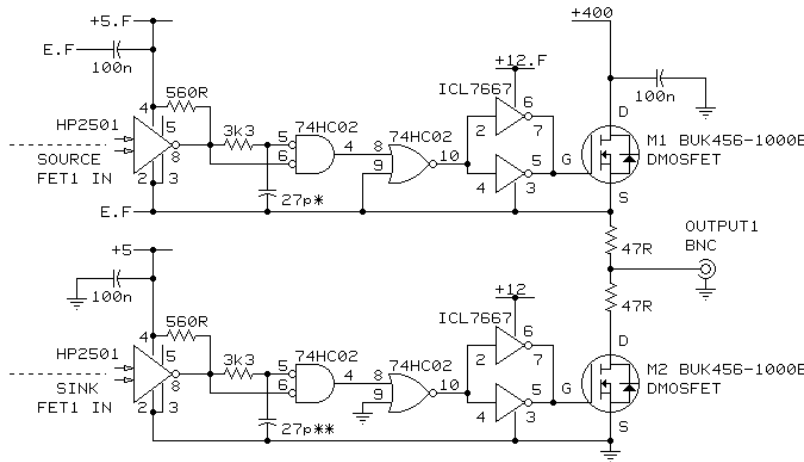 +5.F
+400
E.F
100n
+12.F
ICL7667
100n
560R
4
5
6
D
HP2501
3K3
74HC02
74HC02
2
7
M1 BUK456-1000B
8
5
4
8
10
5
G
DMOSFET
SOURCE
6
9
FET1 IN
2
3
4
3
S
27p*
E.F
OUTPUT1
BNC
47R
+5
100n
+12
47R
ICL7667
560R
4
5
6
D
HP2501
3K3
74HC02
74HC02
2
7
M2 BUK456-1000B
8
5
4
8
10
5
G
DMOSFET
SINK
6
9
FET1 IN
2
3
4
3
S
27p**